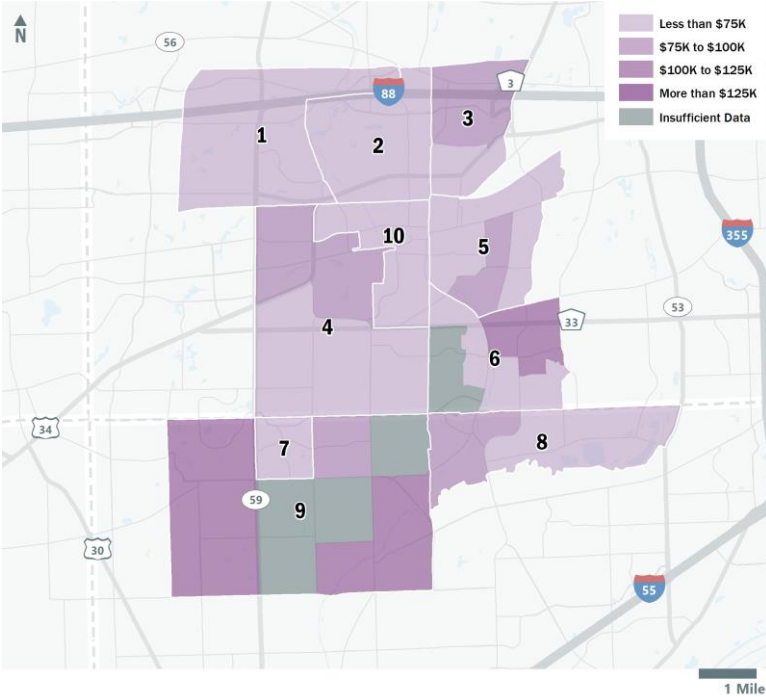 N
56
88
3
Less than $75K
$75K to $100K
$100K to $125K
More than $125K
Insufficient Data
1
2
3
355
10
5
53
4
33
6
34
7
8
59
9
30
55
1 Mile